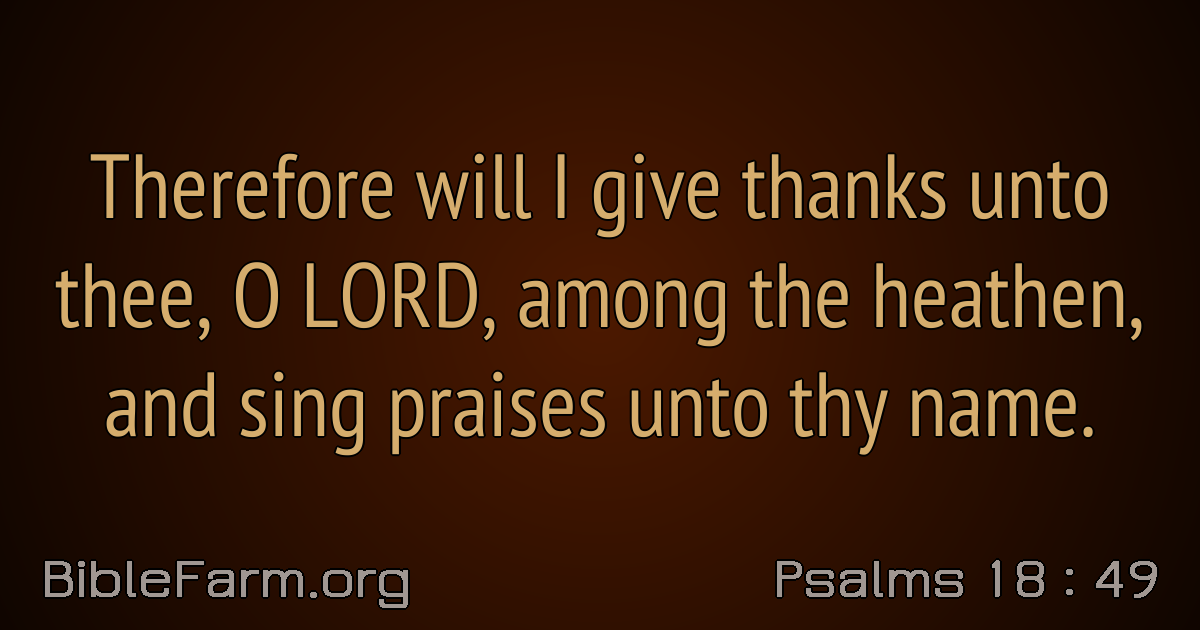 Therefore will I give thanks unto
thee, O LORD, among the heathen,
and sing praises unto thy name.
BibleFarm.org
Psalms 18 : 49